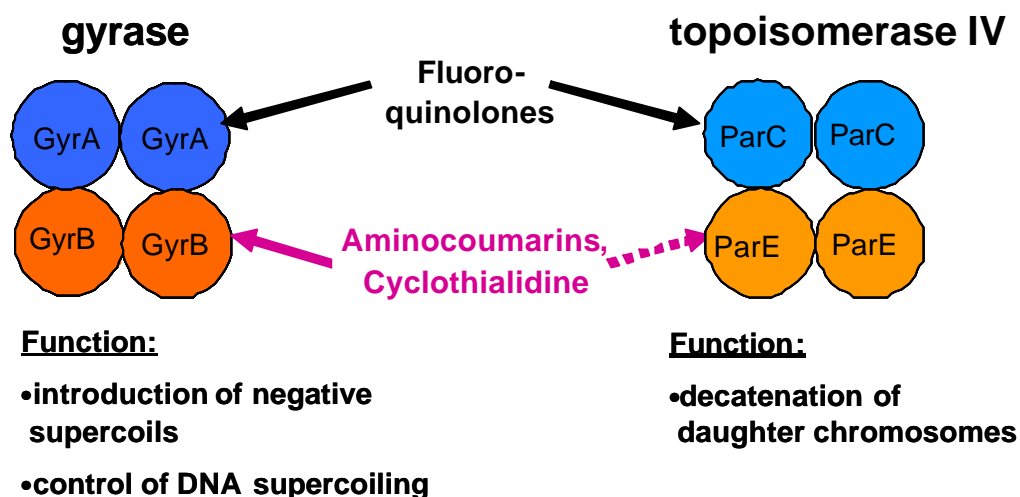 gyrase
topoisomerase IV
Fluoro-
quinolones
GyrA GyrA
ParC ParC
GyrB GyrB
Aminocoumarins,
Cyclothialidine
ParE ParE
Function:
•introduction of negative
supercoils
•control of DNA supercoiling
Function:
•decatenation of
daughter chromosomes